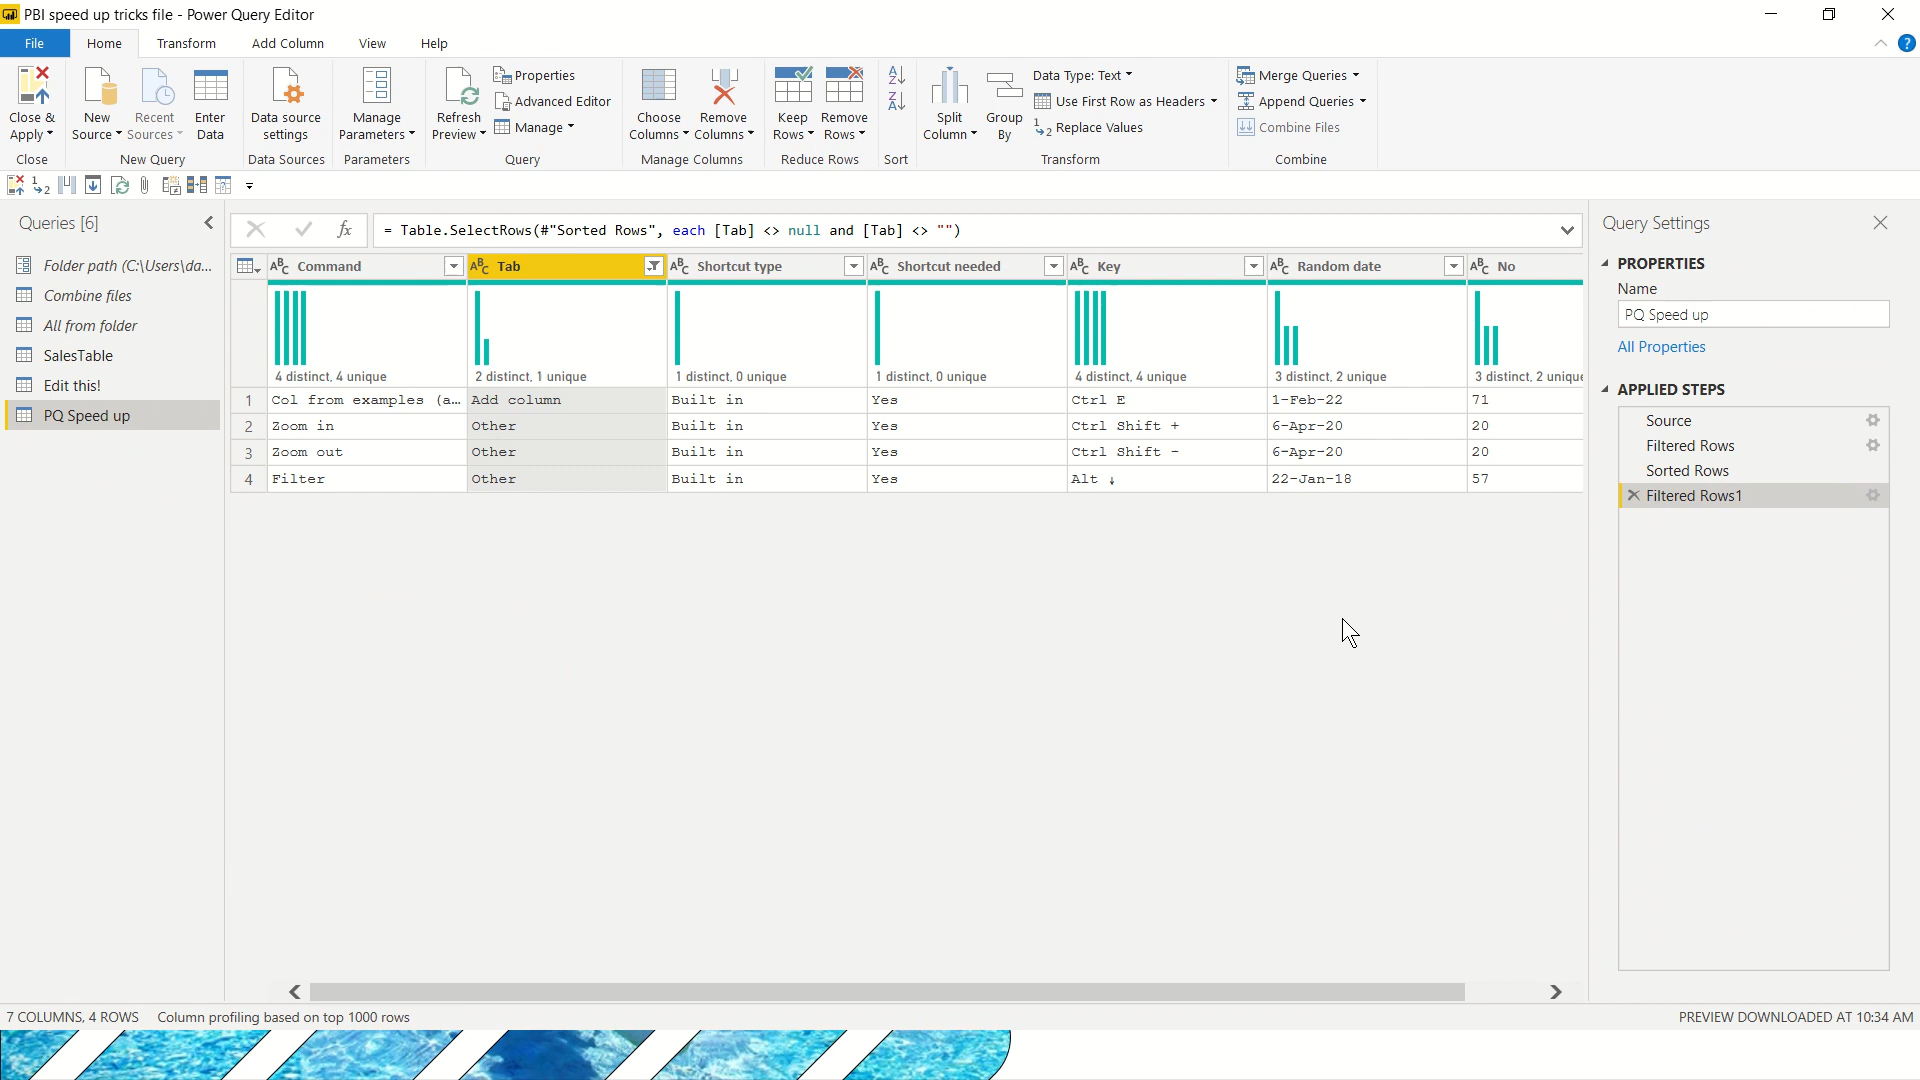 PBI speed up tricks file - Power Query Editor
File Home Transform Add Column View Help
Close & Apply
New Source
Recent Sources
Enter Data
Data source settings
Manage Parameters
Refresh Preview
Properties
Advanced Editor
Manage
Choose Columns
Remove Columns
Keep Rows
Remove Rows
Split Column
Group By
Data Type: Text
Use First Row as Headers
Replace Values
Merge Queries
Append Queries
Combine Files
Close New Query Data Sources Parameters Query Manage Columns Reduce Rows Sort Transform Combine
Queries [6]
Folder path (C:\Users\da...
Combine files
All from folder
SalesTable
Edit this!
PQ Speed up
= Table.SelectRows(#"Sorted Rows", each [Tab] <> null and [Tab] <> "")
Command Tab Shortcut type Shortcut needed Key Random date No
4 distinct, 4 unique 2 distinct, 1 unique 1 distinct, 0 unique 1 distinct, 0 unique 4 distinct, 4 unique 3 distinct, 2 unique 3 distinct, 2 unique
1 Col from examples (a... Add column Built in Yes Ctrl E 1-Feb-22 71
2 Zoom in Other Built in Yes Ctrl Shift + 6-Apr-20 20
3 Zoom out Other Built in Yes Ctrl Shift - 6-Apr-20 20
4 Filter Other Built in Yes Alt ↓ 22-Jan-18 57
Query Settings
PROPERTIES
Name
PQ Speed up
All Properties
APPLIED STEPS
Source
Filtered Rows
Sorted Rows
Filtered Rows1
7 COLUMNS, 4 ROWS Column profiling based on top 1000 rows
PREVIEW DOWNLOADED AT 10:34 AM